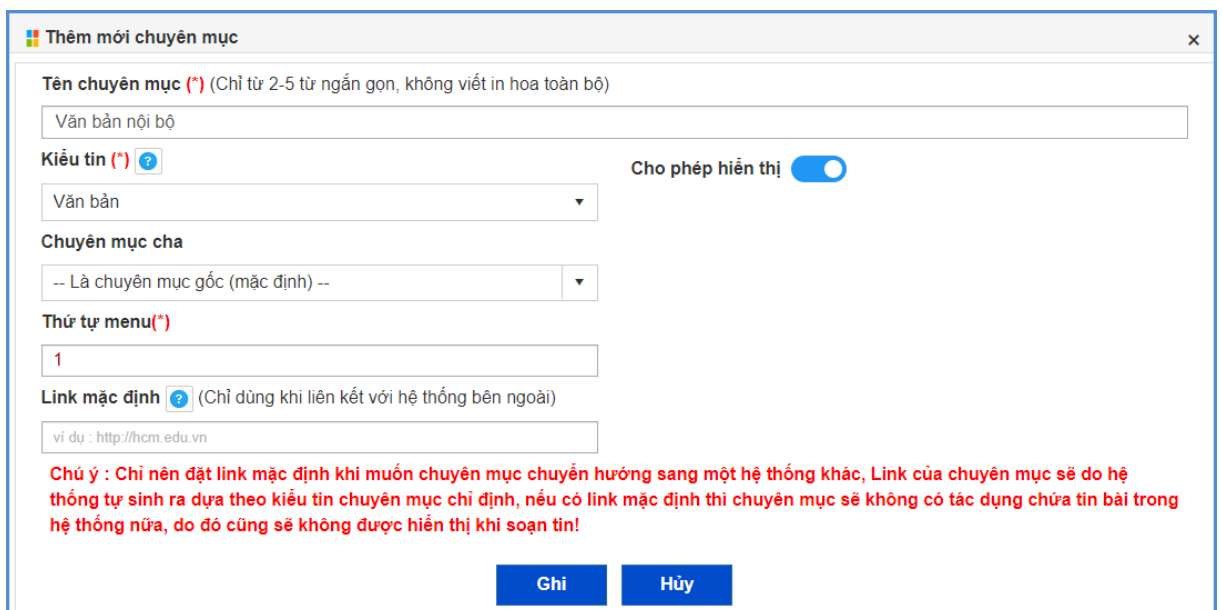 Thêm mới chuyên mục
×
Tên chuyên mục (*) (Chỉ từ 2-5 từ ngắn gọn, không viết in hoa toàn bộ)
Văn bản nội bộ
Kiểu tin (*) ?
Cho phép hiển thị
Văn bản
Chuyên mục cha
-- Là chuyên mục gốc (mặc định) --
Thứ tự menu(*)
1
Link mặc định ? (Chỉ dùng khi liên kết với hệ thống bên ngoài)
ví dụ : http://hcm.edu.vn
Chú ý : Chỉ nên đặt link mặc định khi muốn chuyên mục chuyển hướng sang một hệ thống khác, Link của chuyên mục sẽ do hệ
thống tự sinh ra dựa theo kiểu tin chuyên mục chỉ định, nếu có link mặc định thì chuyên mục sẽ không có tác dụng chứa tin bài trong
hệ thống nữa, do đó cũng sẽ không được hiển thị khi soạn tin!
Ghi Hủy